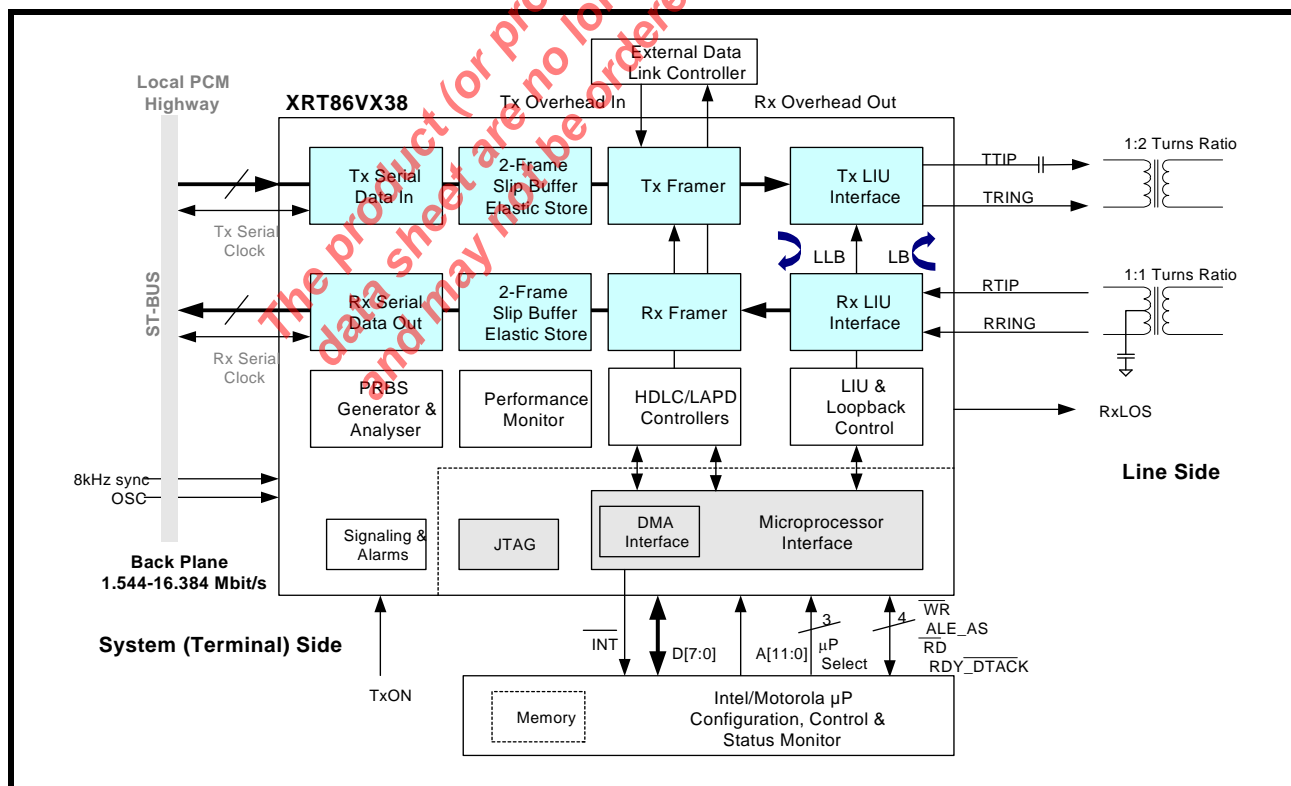 External Data
Link Controller
Local PCM
Highway
XRT86VX38
Tx Overhead In
Rx Overhead Out
Tx Serial
Data In
2-Frame
Slip Buffer
Elastic Store
Tx Framer
Tx LIU
Interface
TTIP
TRING
1:2 Turns Ratio
Tx Serial
Clock
LLB
LB
ST-BUS
Rx Serial
Data Out
2-Frame
Slip Buffer
Elastic Store
Rx Framer
Rx LIU
Interface
RTIP
RRING
1:1 Turns Ratio
Rx Serial
Clock
PRBS
Generator &
Analyser
Performance
Monitor
HDLC/LAPD
Controllers
LIU &
Loopback
Control
RxLOS
8kHz sync
OSC
Line Side
Signaling &
Alarms
JTAG
DMA
Interface
Microprocessor
Interface
Back Plane
1.544-16.384 Mbit/s
System (Terminal) Side
TxON
INT
D[7:0]
A[11:0]
3
µP
Select
4
WR
ALE_AS
RD
RDY_DTACK
Memory
Intel/Motorola µP
Configuration, Control &
Status Monitor
The product (or pro
data sheet are no lon
and may not be ordere